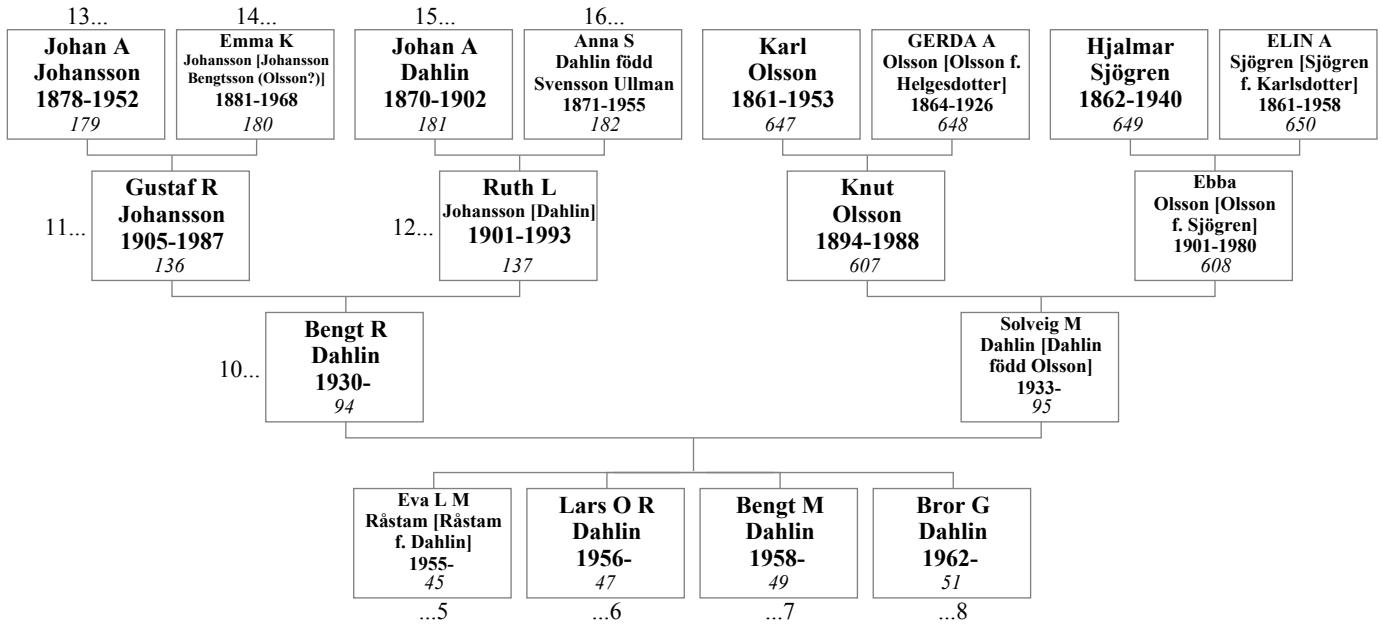 13...
14...
15...
16...
Johan A
Johansson
1878-1952
179
Emma K
Johansson [Johansson
Bengtsson (Olsson?)]
1881-1968
180
Johan A
Dahlin
1870-1902
181
Anna S
Dahlin född
Svensson Ullman
1871-1955
182
Karl
Olsson
1861-1953
647
GERDA A
Olsson [Olsson f.
Helgesdotter]
1864-1926
648
Hjalmar
Sjögren
1862-1940
649
ELIN A
Sjögren [Sjögren
f. Karlsdotter]
1861-1958
650
11...
Gustaf R
Johansson
1905-1987
136
12...
Ruth L
Johansson [Dahlin]
1901-1993
137
Knut
Olsson
1894-1988
607
Ebba
Olsson [Olsson
f. Sjögren]
1901-1980
608
10...
Bengt R
Dahlin
1930-
94
Solveig M
Dahlin [Dahlin
född Olsson]
1933-
95
Eva L M
Råstam [Råstam
f. Dahlin]
1955-
45
Lars O R
Dahlin
1956-
47
Bengt M
Dahlin
1958-
49
Bror G
Dahlin
1962-
51
...5
...6
...7
...8